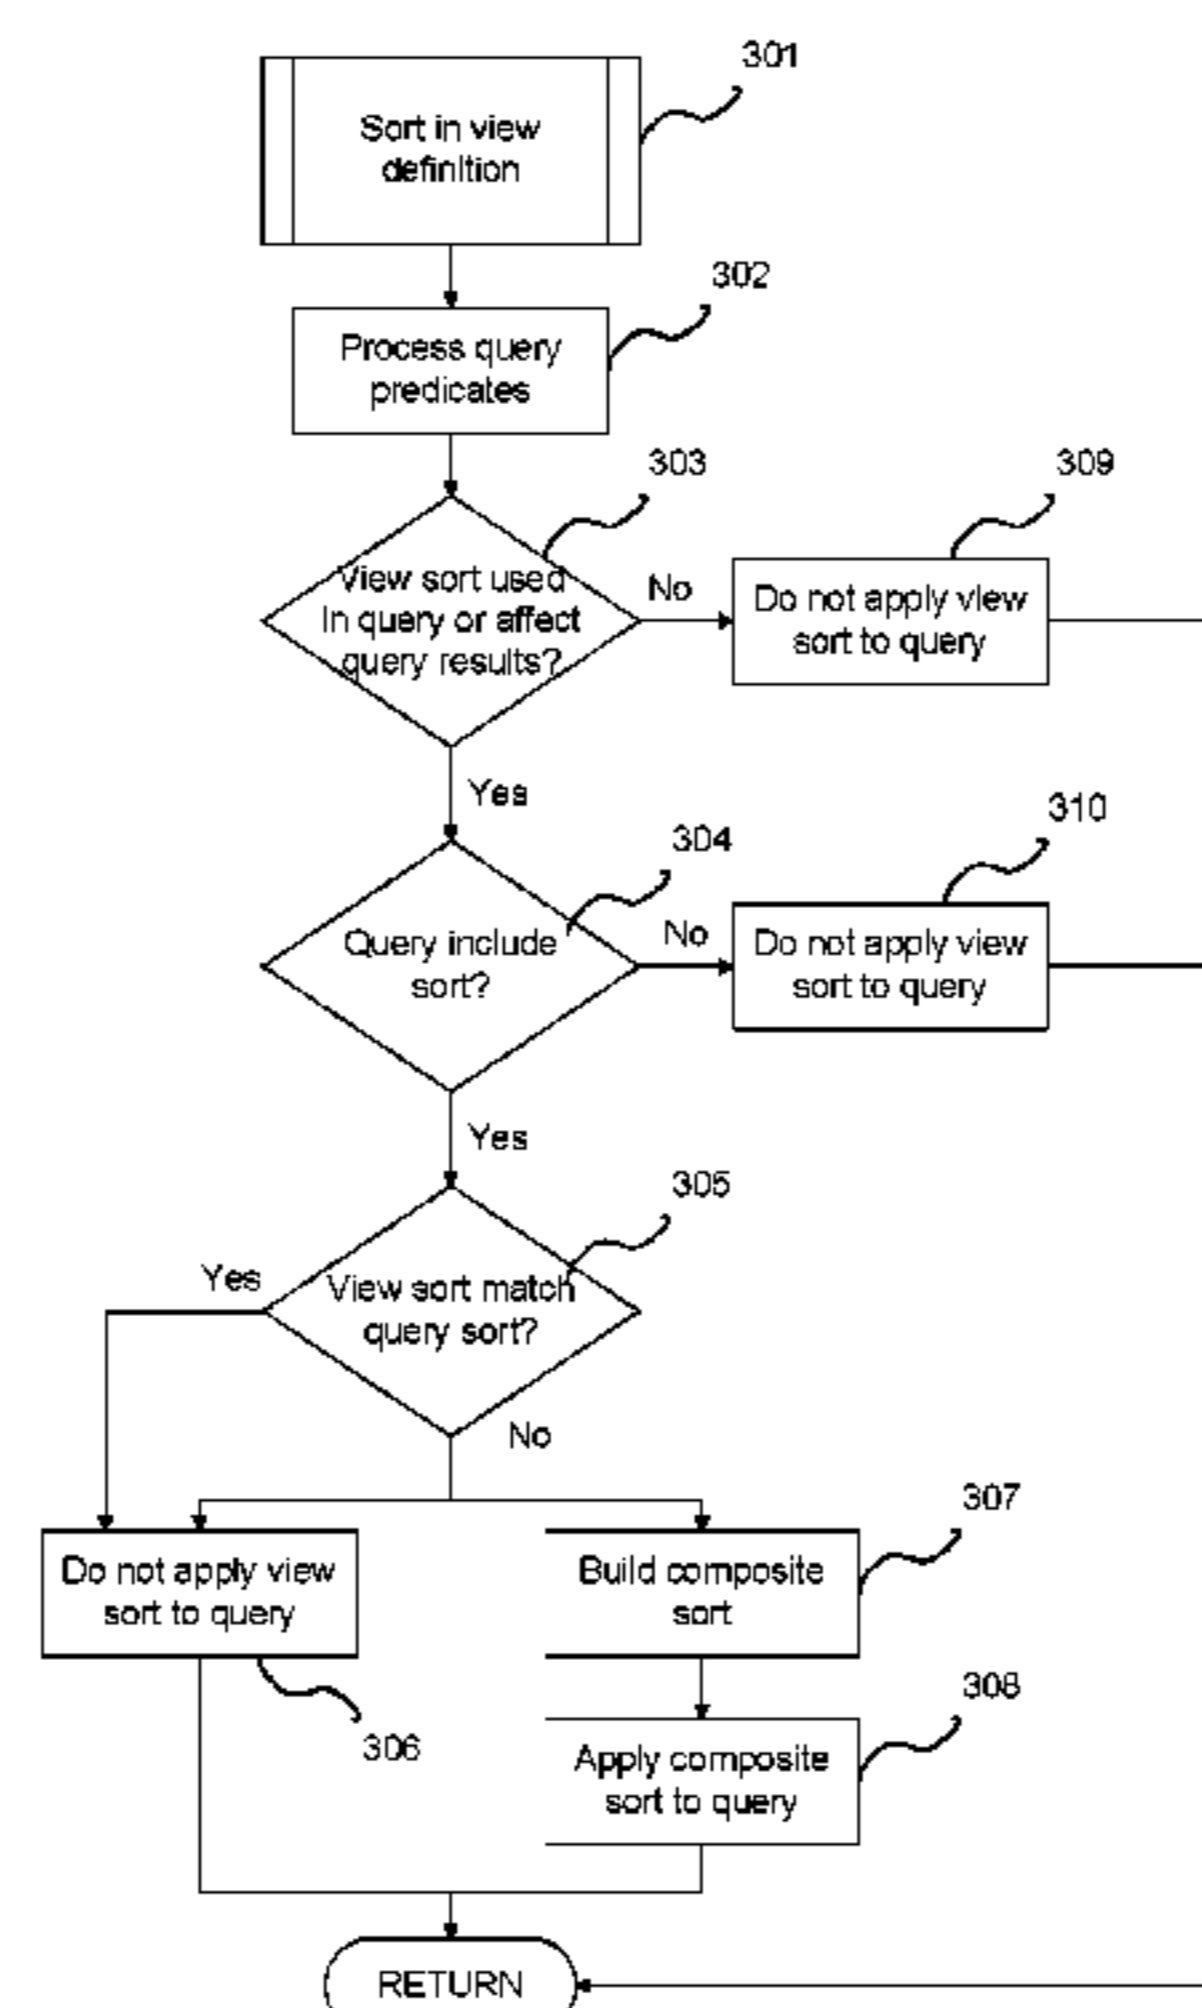 301
Sort in view
definition
302
Process query
predicates
303
309
View sort used
in query or affect
query results?
No
Do not apply view
sort to query
Yes
310
304
Query include
sort?
No
Do not apply view
sort to query
Yes
305
Yes
View sort match
query sort?
No
307
Do not apply view
sort to query
Build composite
sort
308
306
Apply composite
sort to query
RETURN